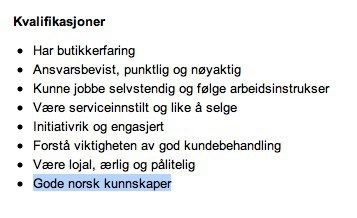 Kvalifikasjoner
• Har butikkerfaring
• Ansvarsbevist, punktlig og nøyaktig
• Kunne jobbe selvstendig og følge arbeidsinstrukser
• Være serviceinnstilt og like å selge
• Initiativrik og engasjert
• Forstå viktigheten av god kundebehandling
• Være lojal, ærlig og pålitelig
• Gode norsk kunnskaper